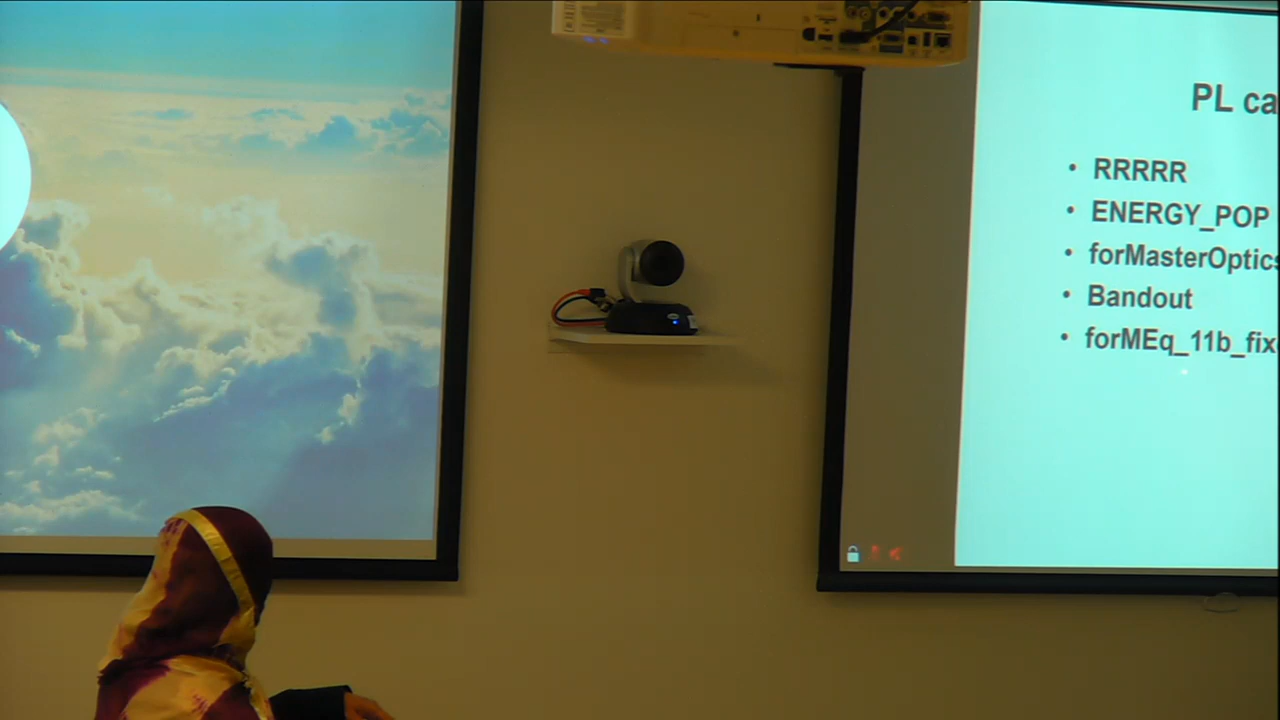 PL ca
• RRRRR
• ENERGY_POP
• forMasterOptics
• Bandout
• forMEq_11b_fix